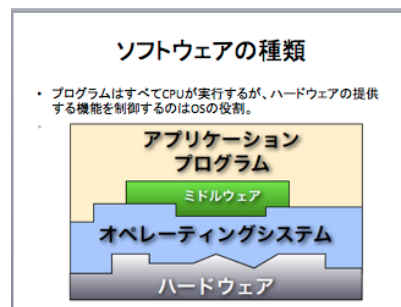 ソフトウェアの種類
• プログラムはすべてCPUが実行するが、ハードウェアの提供
する機能を制御するのはOSの役割。
•
アプリケーション
プログラム
ミドルウェア
オペレーティングシステム
ハードウェア